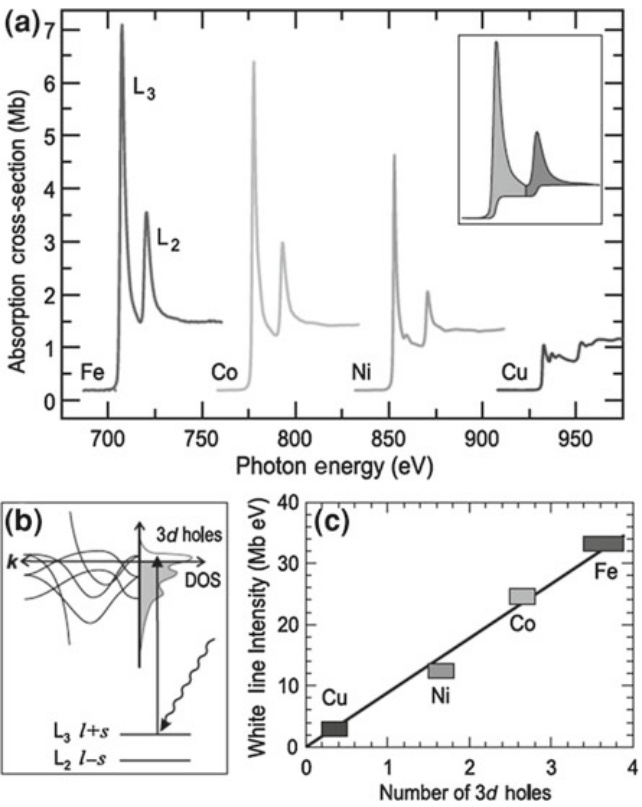 (a)
Absorption cross-section (Mb)
7
6
5
4
3
2
1
0
L3
L2
Fe
Co
Ni
Cu
700
750
800
850
900
950
Photon energy (eV)
(b)
k
3d holes
DOS
L3 l+s
L2 l–s
(c)
White line Intensity (Mb eV)
40
30
20
10
0
Cu
Ni
Co
Fe
0
1
2
3
4
Number of 3d holes